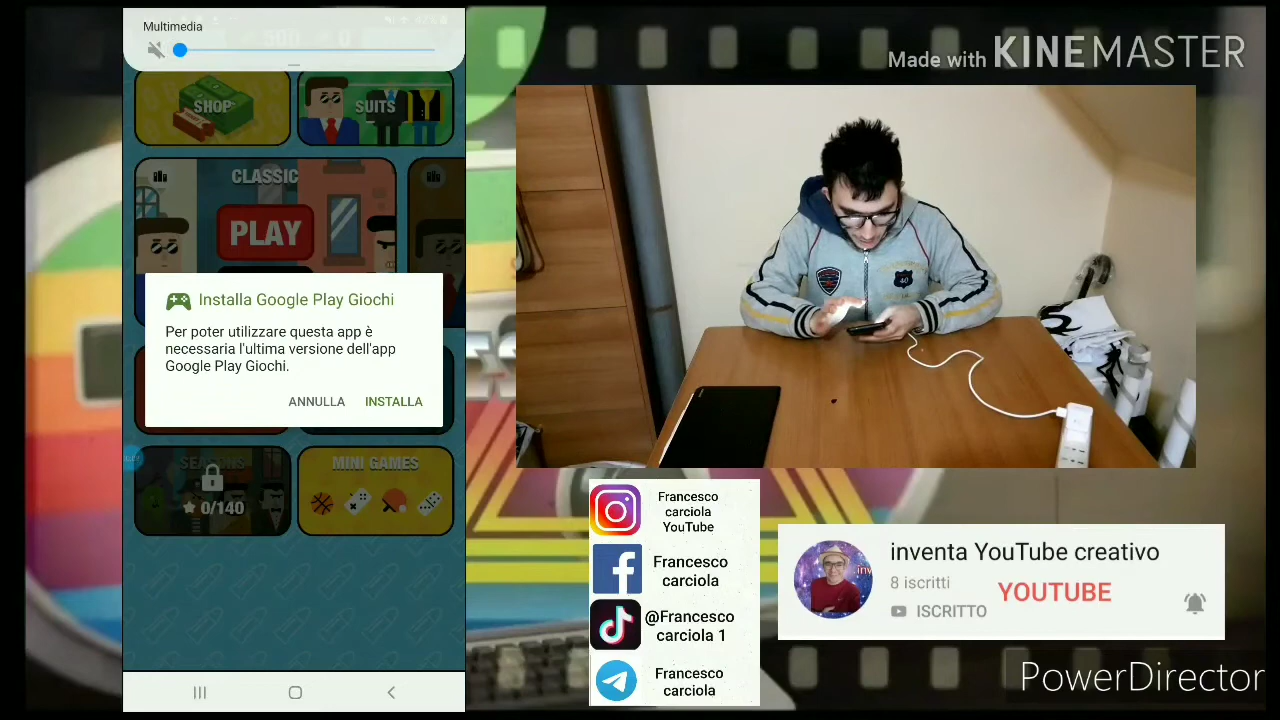 Multimedia
SHOP
SUITS
CLASSIC
PLAY
Installa Google Play Giochi
Per poter utilizzare questa app è
necessaria l'ultima versione dell'app
Google Play Giochi.
ANNULLA INSTALLA
SEASONS
0/140
MINI GAMES
Made with KINEMASTER
40
Francesco
carciola
YouTube
Francesco
carciola
@Francesco
carciola 1
Francesco
carciola
inventa YouTube creativo
8 iscritti
YOUTUBE
ISCRITTO
PowerDirector